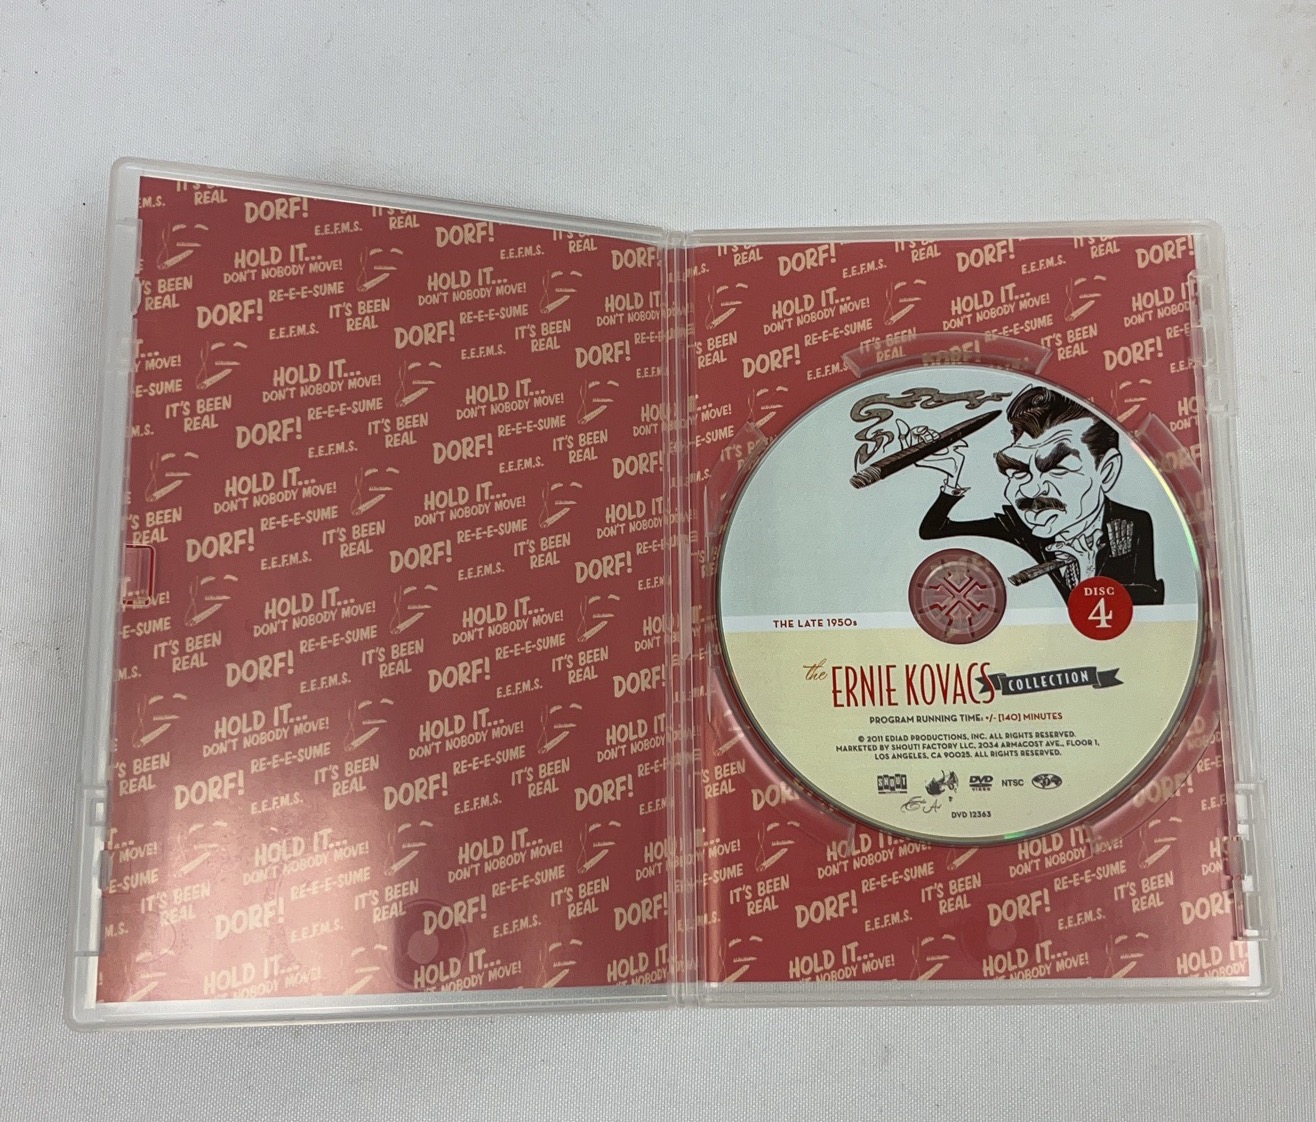 IT'S BEEN
REAL
DORF!
E.E.F.M.S.
HOLD IT...
DON'T NOBODY MOVE!
RE-E-E-SUME
THE LATE 1950s
DISC
4
the ERNIE KOVACS COLLECTION
PROGRAM RUNNING TIME: +/- [140] MINUTES
© 2011 EDIAD PRODUCTIONS, INC. ALL RIGHTS RESERVED.
MARKETED BY SHOUT! FACTORY LLC, 2034 ARMACOST AVE., FLOOR 1,
LOS ANGELES, CA 90025. ALL RIGHTS RESERVED.
SHOUT! DVD VIDEO NTSC
DVD 12363